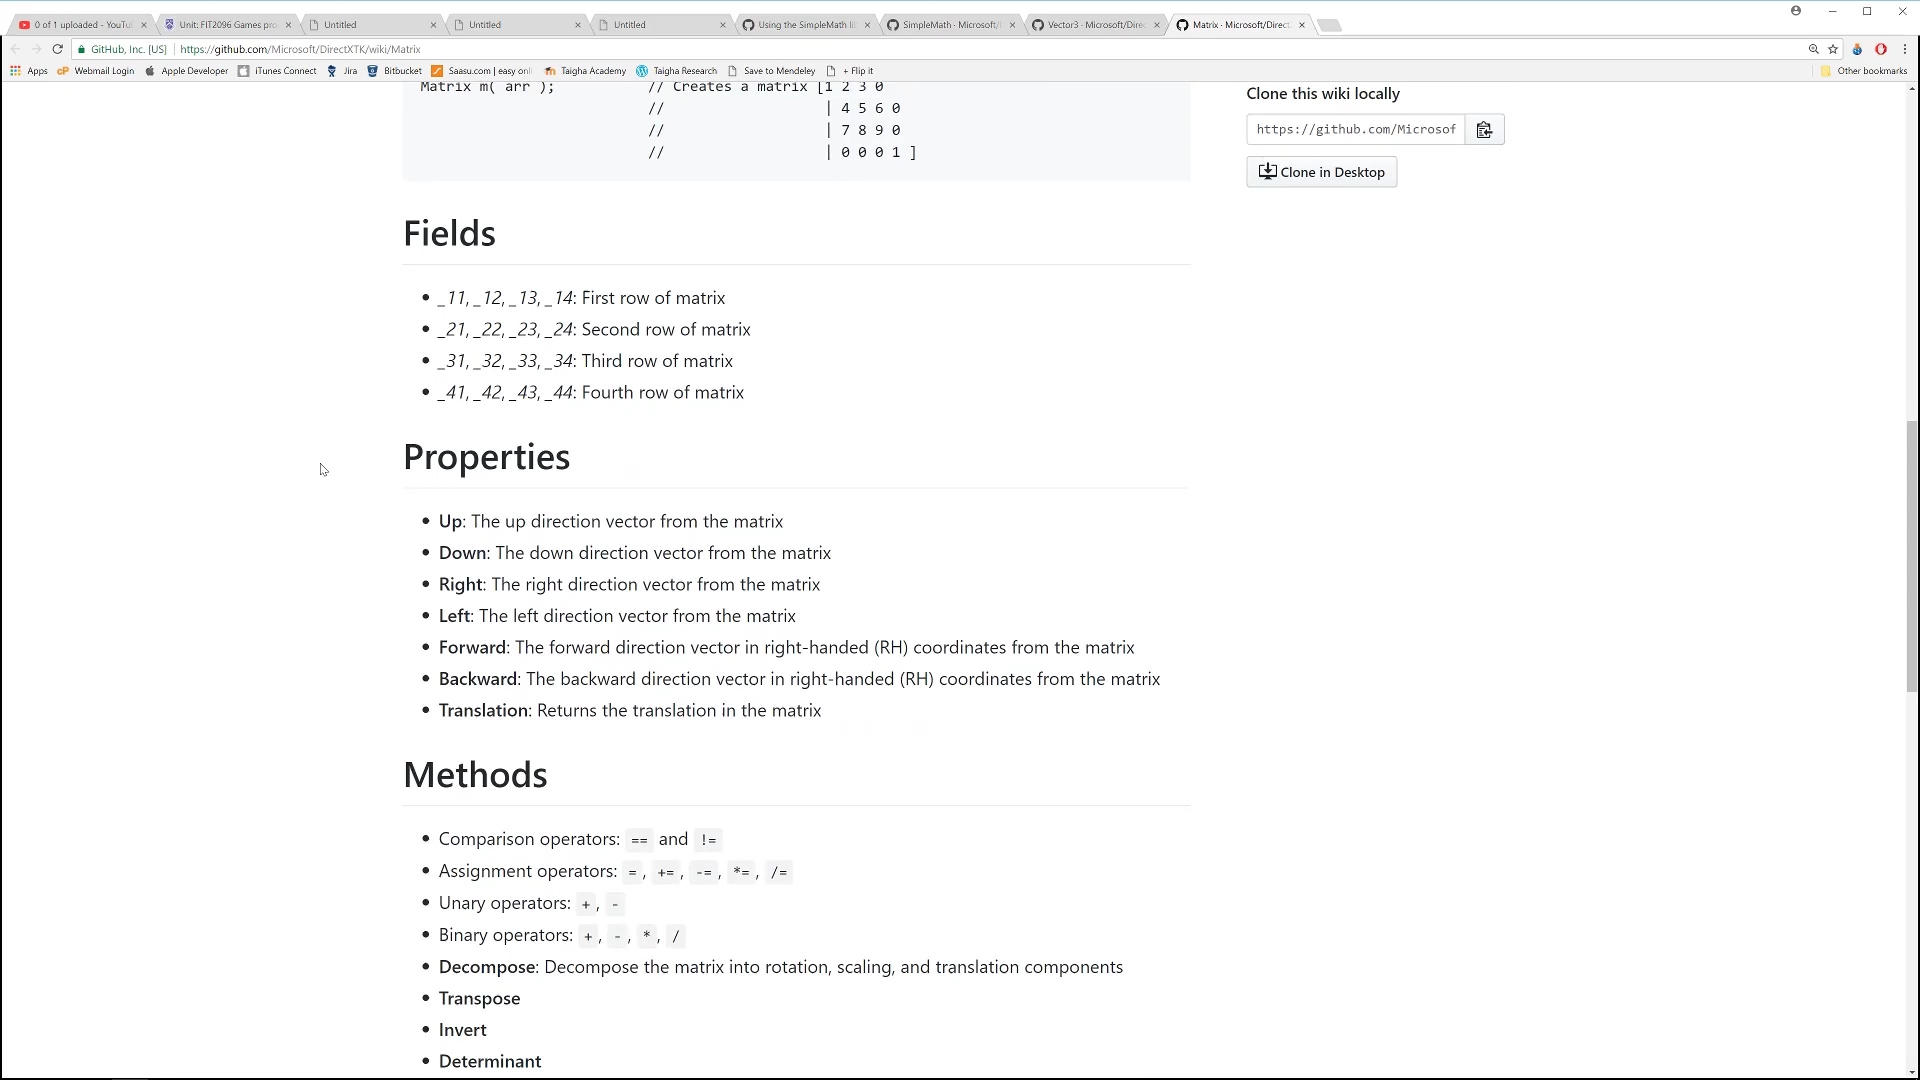 0 of 1 uploaded - YouTu
Unit: FIT2096 Games pro
Untitled
Untitled
Untitled
Using the SimpleMath li
SimpleMath · Microsoft/
Vector3 · Microsoft/Dire
Matrix · Microsoft/Direct
GitHub, Inc. [US]
https://github.com/Microsoft/DirectXTK/wiki/Matrix
Apps
Webmail Login
Apple Developer
iTunes Connect
Jira
Bitbucket
Saasu.com | easy onl
Taigha Academy
Taigha Research
Save to Mendeley
+ Flip it
Other bookmarks
Matrix m( arr ); // Creates a matrix [1 2 3 0
// | 4 5 6 0
// | 7 8 9 0
// | 0 0 0 1 ]
Clone this wiki locally
https://github.com/Microsof
Clone in Desktop
Fields
• _11, _12, _13, _14: First row of matrix
• _21, _22, _23, _24: Second row of matrix
• _31, _32, _33, _34: Third row of matrix
• _41, _42, _43, _44: Fourth row of matrix
Properties
• Up: The up direction vector from the matrix
• Down: The down direction vector from the matrix
• Right: The right direction vector from the matrix
• Left: The left direction vector from the matrix
• Forward: The forward direction vector in right-handed (RH) coordinates from the matrix
• Backward: The backward direction vector in right-handed (RH) coordinates from the matrix
• Translation: Returns the translation in the matrix
Methods
• Comparison operators: == and !=
• Assignment operators: =, +=, -=, *=, /=
• Unary operators: +, -
• Binary operators: +, -, *, /
• Decompose: Decompose the matrix into rotation, scaling, and translation components
• Transpose
• Invert
• Determinant